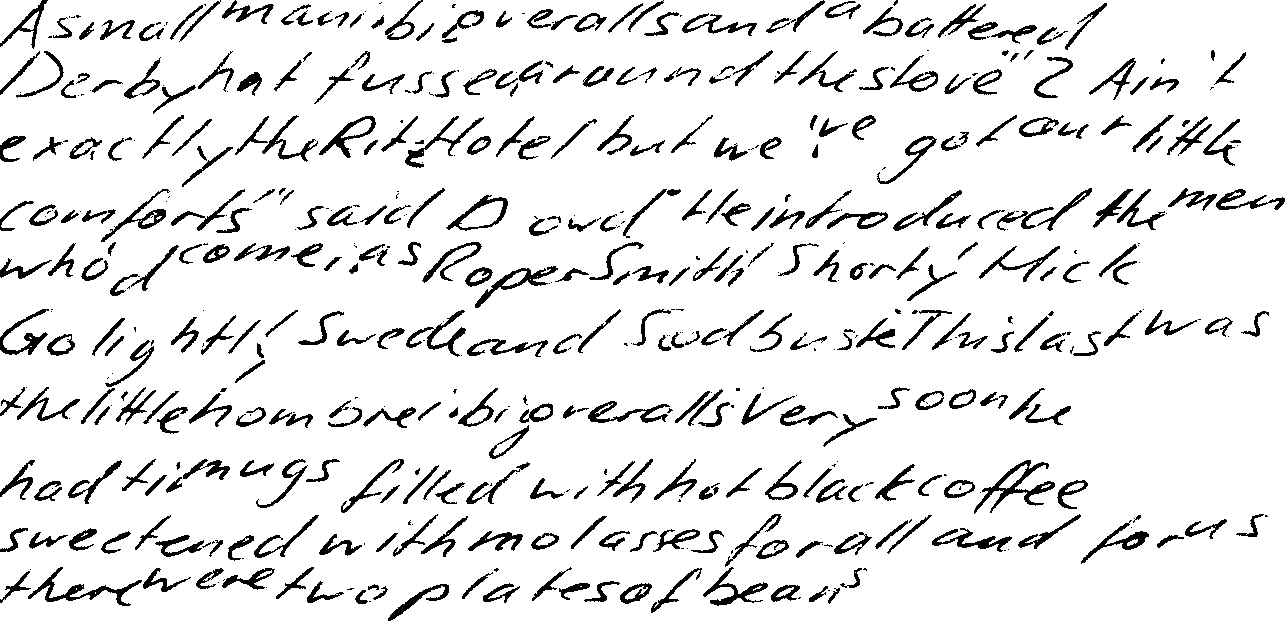 A small man in big overalls and a battered
Derby hat fussed around the stove "? Ain't
exactly the Ritz Hotel but we've got our little
comforts" said Dowd "He introduced the men
who'd come in as Roper Smith, Shorty, Mick
Golightly, Swede and Sodbuster This last was
the little hombre in big overalls Very soon he
had tin mugs filled with hot black coffee
sweetened with molasses for all and for us
there were two plates of beans